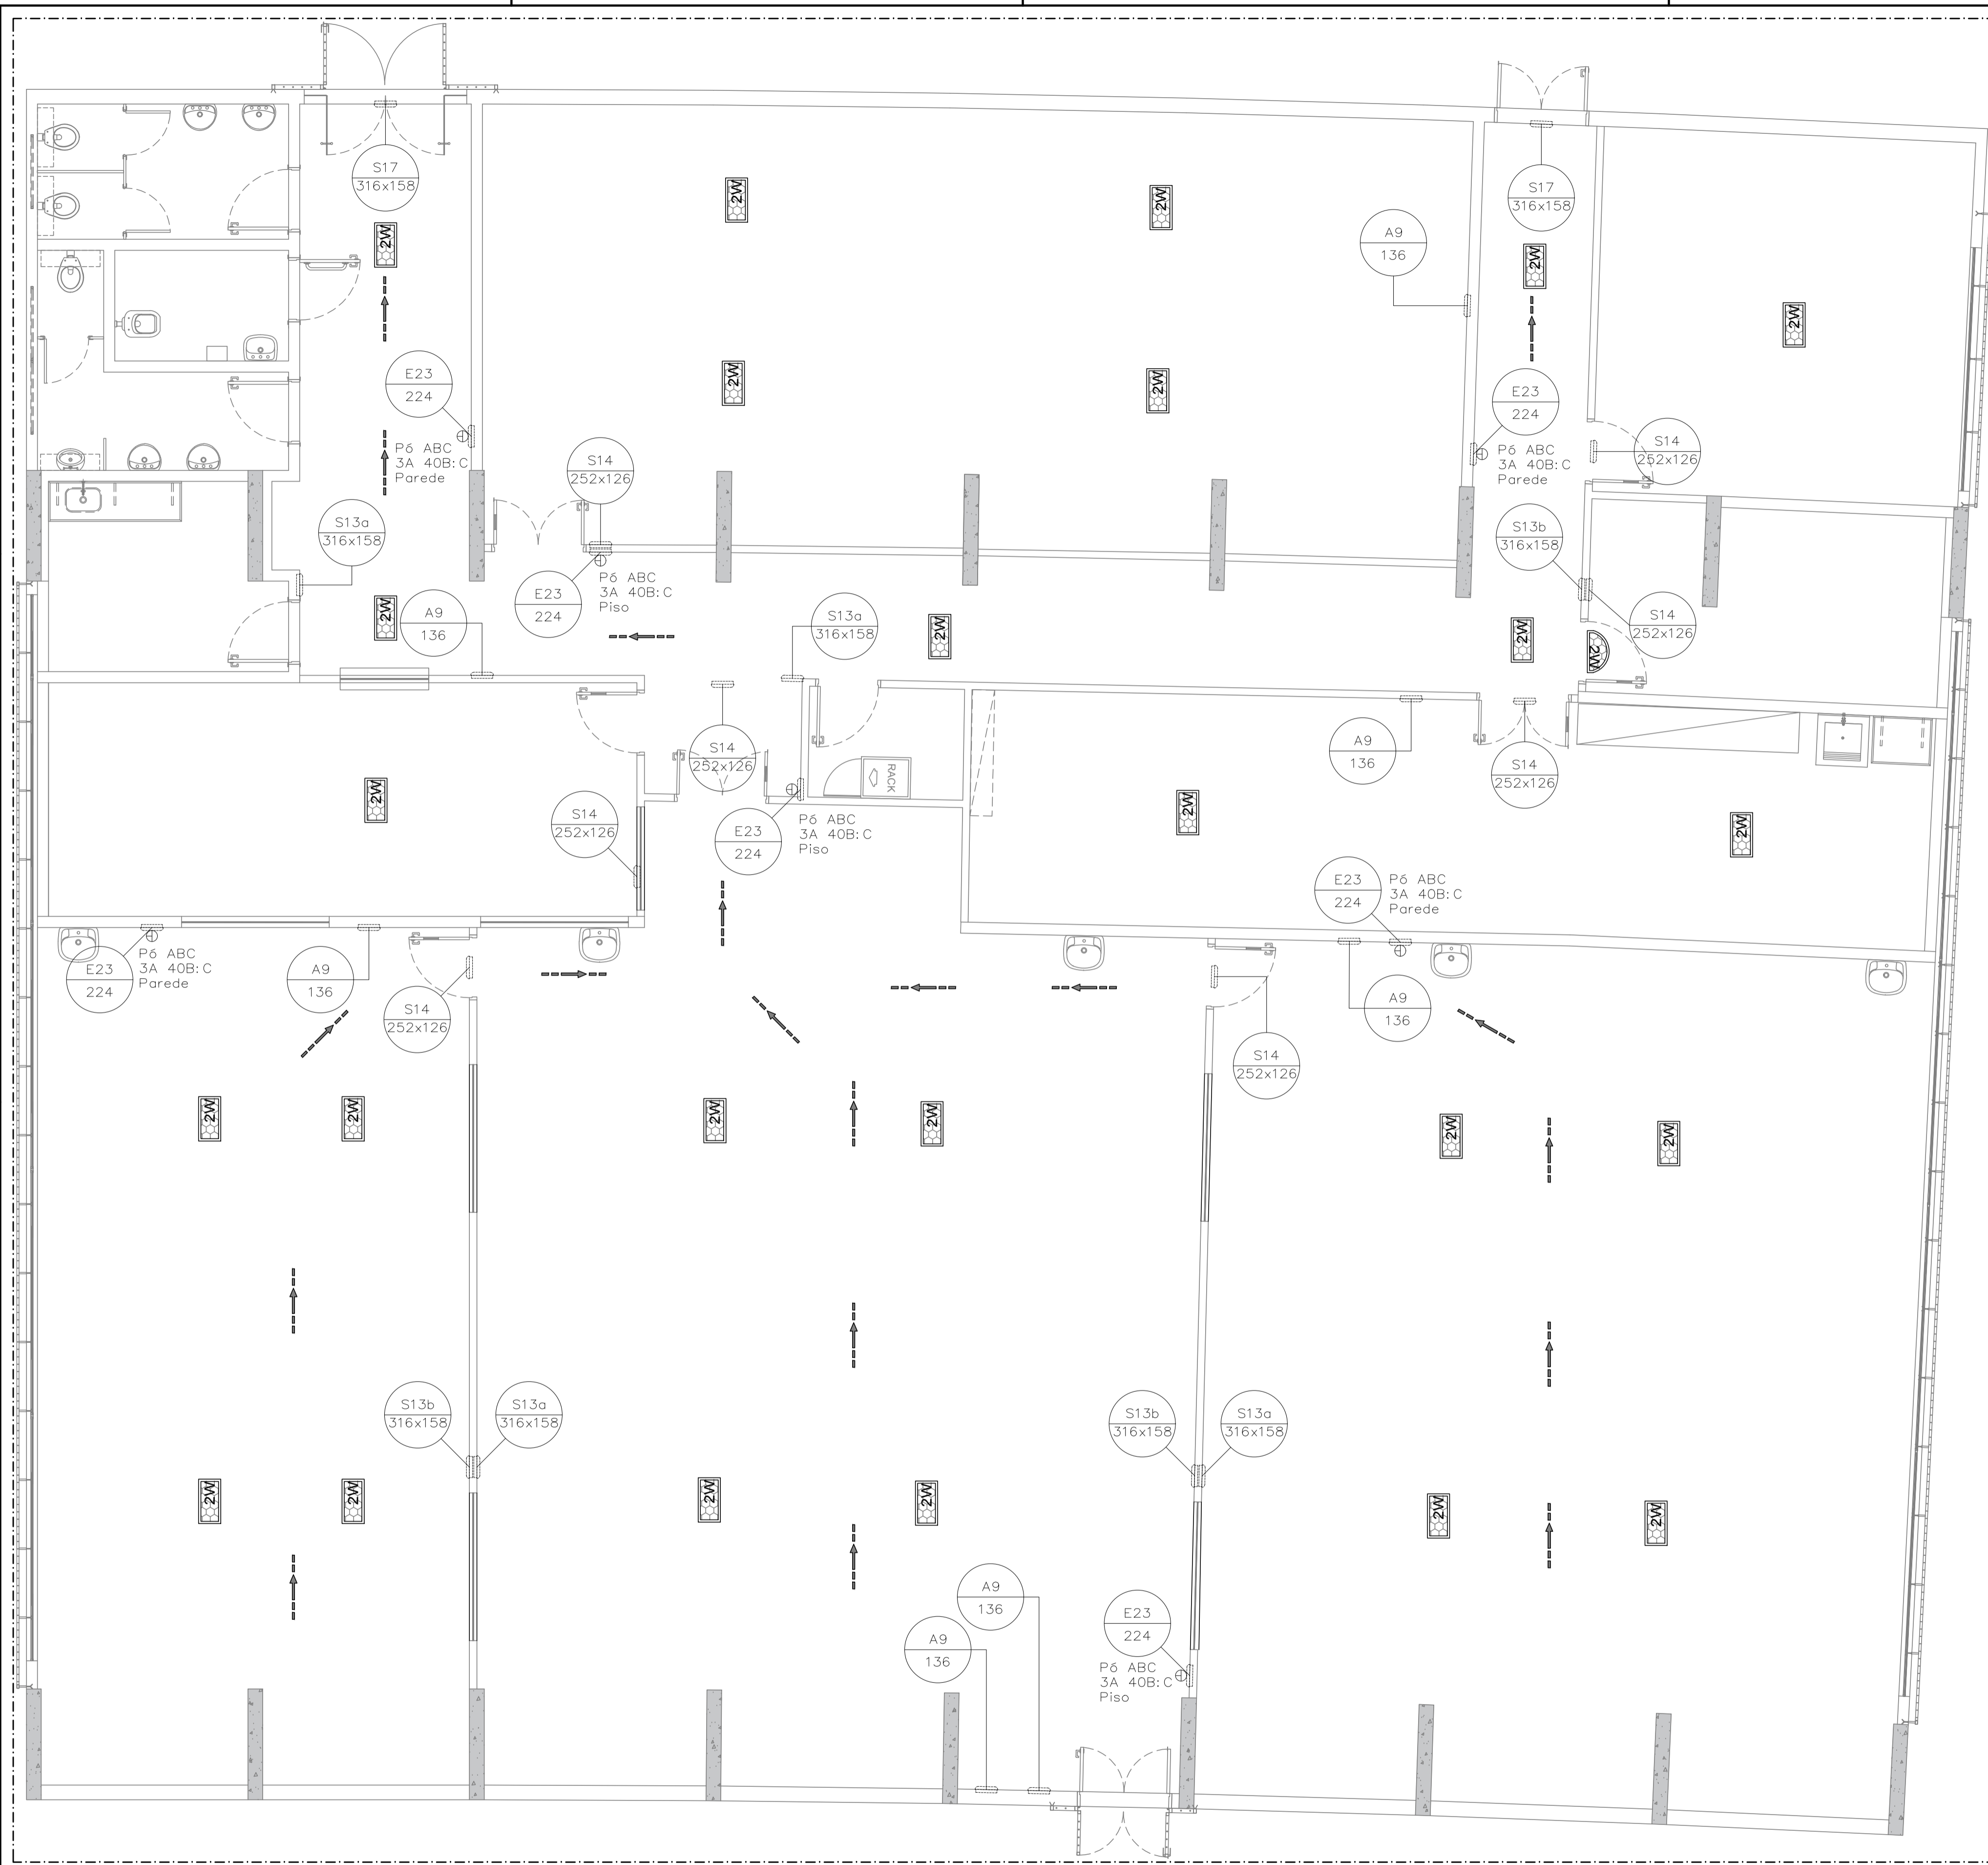 S17
316x158
2W
2W
2W
S17
316x158
A9
136
2W
2W
2W
E23
224
Pó ABC
3A 40B:C
Parede
2W
2W
E23
224
Pó ABC
3A 40B:C
Parede
S14
252x126
S14
252x126
S13a
316x158
S13b
316x158
E23
224
Pó ABC
3A 40B:C
Piso
2W
A9
136
S13a
316x158
2W
2W
S14
252x126
2W
S14
252x126
RACK
A9
136
S14
252x126
2W
S14
252x126
E23
224
Pó ABC
3A 40B:C
Piso
2W
2W
E23
224
Pó ABC
3A 40B:C
Parede
E23
224
Pó ABC
3A 40B:C
Parede
A9
136
S14
252x126
A9
136
S14
252x126
2W
2W
2W
2W
2W
2W
S13b
316x158
S13a
316x158
S13b
316x158
S13a
316x158
2W
2W
2W
2W
2W
2W
A9
136
A9
136
E23
224
Pó ABC
3A 40B:C
Piso